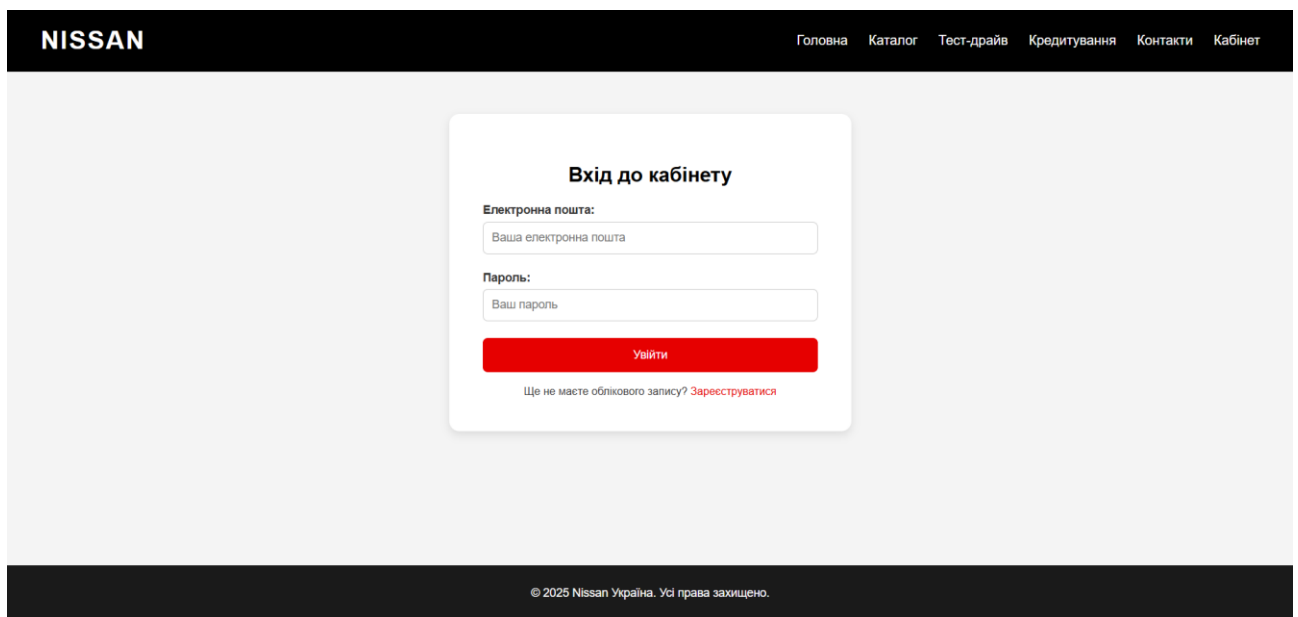 NISSAN
Головна Каталог Тест-драйв Кредитування Контакти Кабінет
Вхід до кабінету
Електронна пошта:
Ваша електронна пошта
Пароль:
Ваш пароль
Увійти
Ще не маєте облікового запису? Зареєструватися
© 2025 Nissan Україна. Усі права захищено.